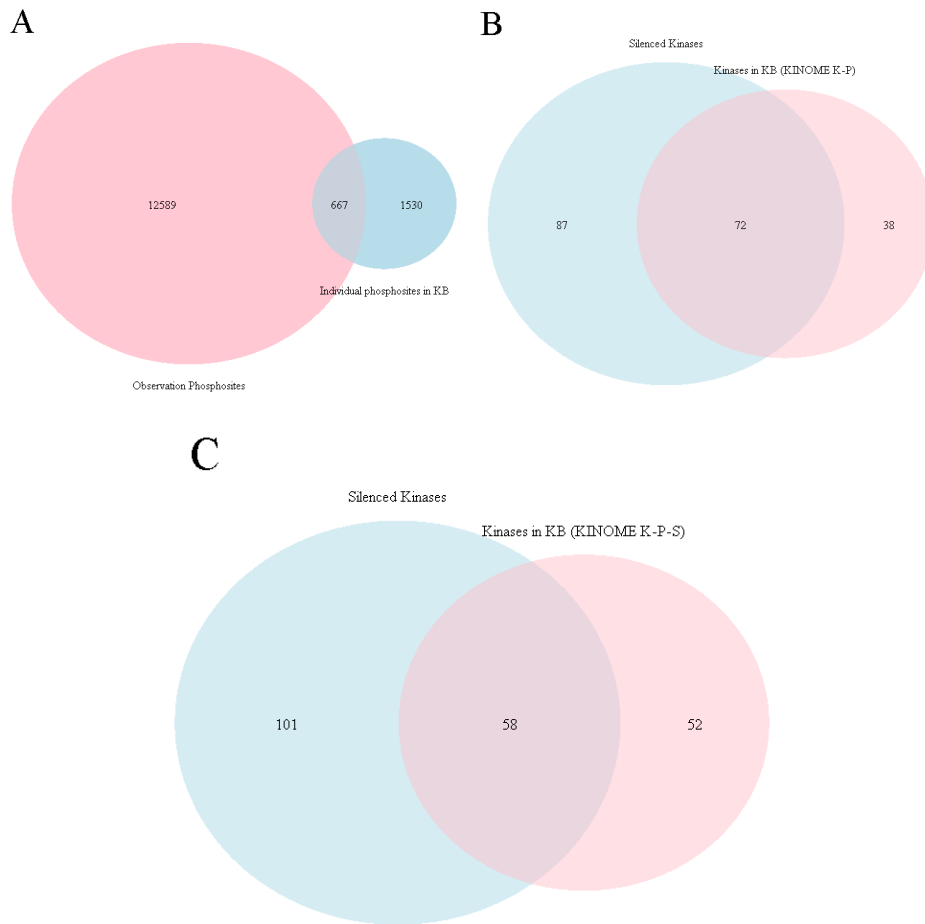 A
12589
667
1530
Individual phosphosites in KB
Observation Phosphosites
B
Silenced Kinases
Kinases in KB (KINOME K-P)
87
72
38
C
Silenced Kinases
Kinases in KB (KINOME K-P-S)
101
58
52